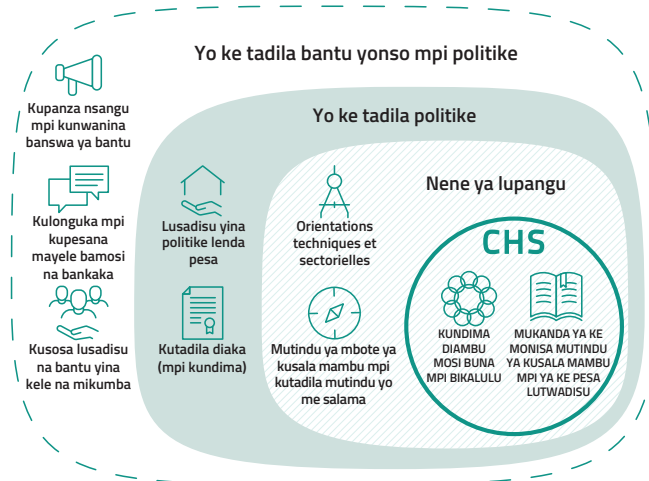 Yo ke tadila bantu yonso mpi politike
Kupanza nsangu
mpi kunwanina
banswa ya bantu
Kulonguka mpi
kupesana
mayele bamosi
na bankaka
Kusosa lusadisu
na bantu yina
kele na mikumba
Yo ke tadila politike
Lusadisu yina
politike lenda
pesa
Kutadila diaka
(mpi kundima)
Nene ya lupangu
Orientations
techniques et
sectorielles
Mutindu ya mbote ya
kusala mambu mpi
kutadila mutindu yo
me salama
CHS
KUNDIMA
DIAMBU
MOSI BUNA
MPI BIKALULU
MUKANDA YA KE
MONISA MUTINDU
YA KUSALA MAMBU
MPI YA KE PESA
LUTWADISU